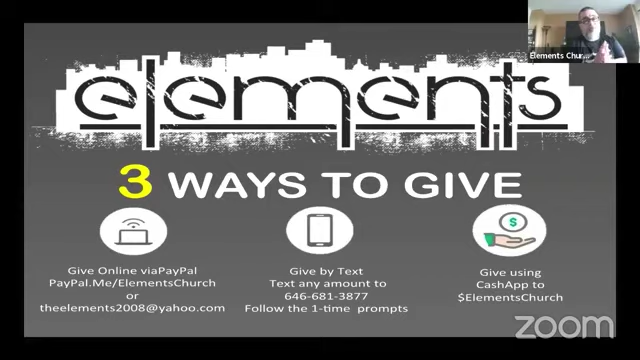 Elements Chur...
elements
3 WAYS TO GIVE
Give Online viaPayPal
PayPal.Me/ElementsChurch
or
theelements2008@yahoo.com
Give by Text
Text any amount to
646-681-3877
Follow the 1-time prompts
$
Give using
CashApp to
$ElementsChurch
zoom